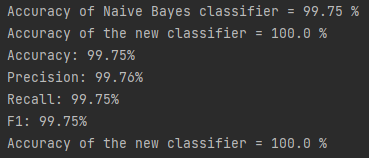 Accuracy of Naive Bayes classifier = 99.75 %
Accuracy of the new classifier = 100.0 %
Accuracy: 99.75%
Precision: 99.76%
Recall: 99.75%
F1: 99.75%
Accuracy of the new classifier = 100.0 %